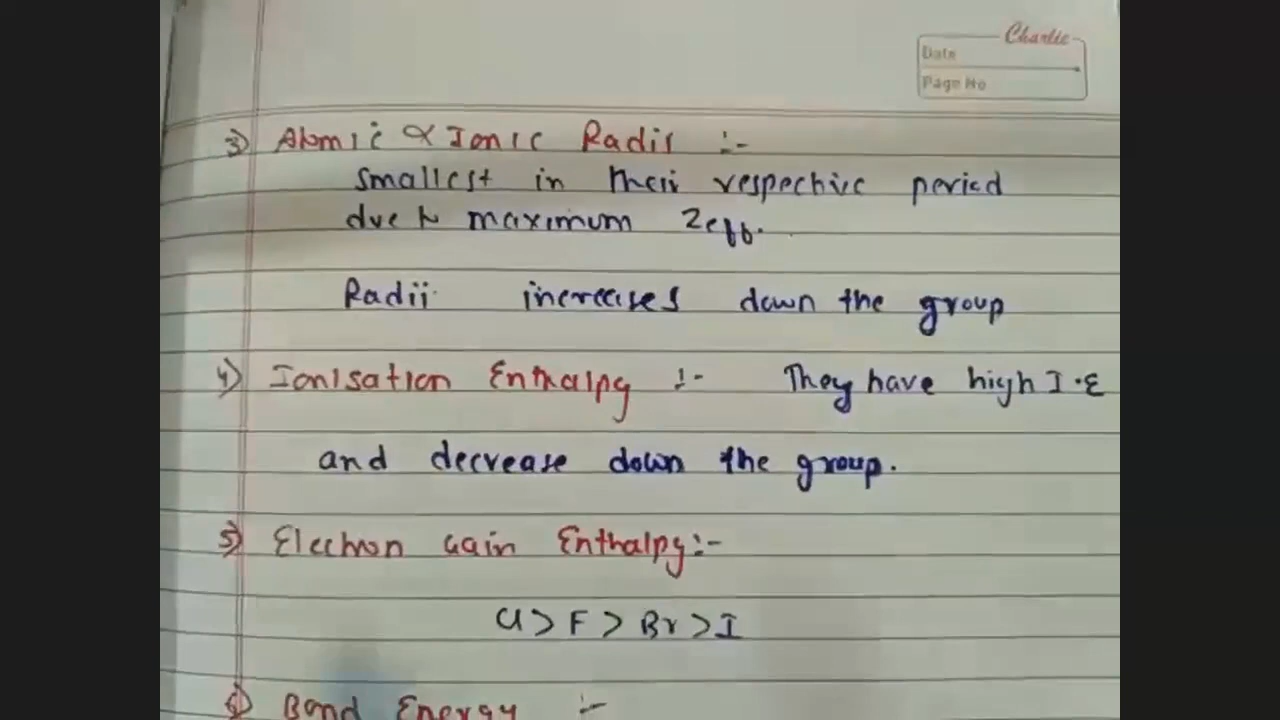 Charlie
Date
Page No
3) Atomic & Ionic Radii :-
smallest in their respective period
due to maximum Zeff.
Radii increases down the group
4) Ionisation Enthalpy :- They have high I.E
and decrease down the group.
5) Electron Gain Enthalpy:-
Cl > F > Br > I
6) Bond Energy :-